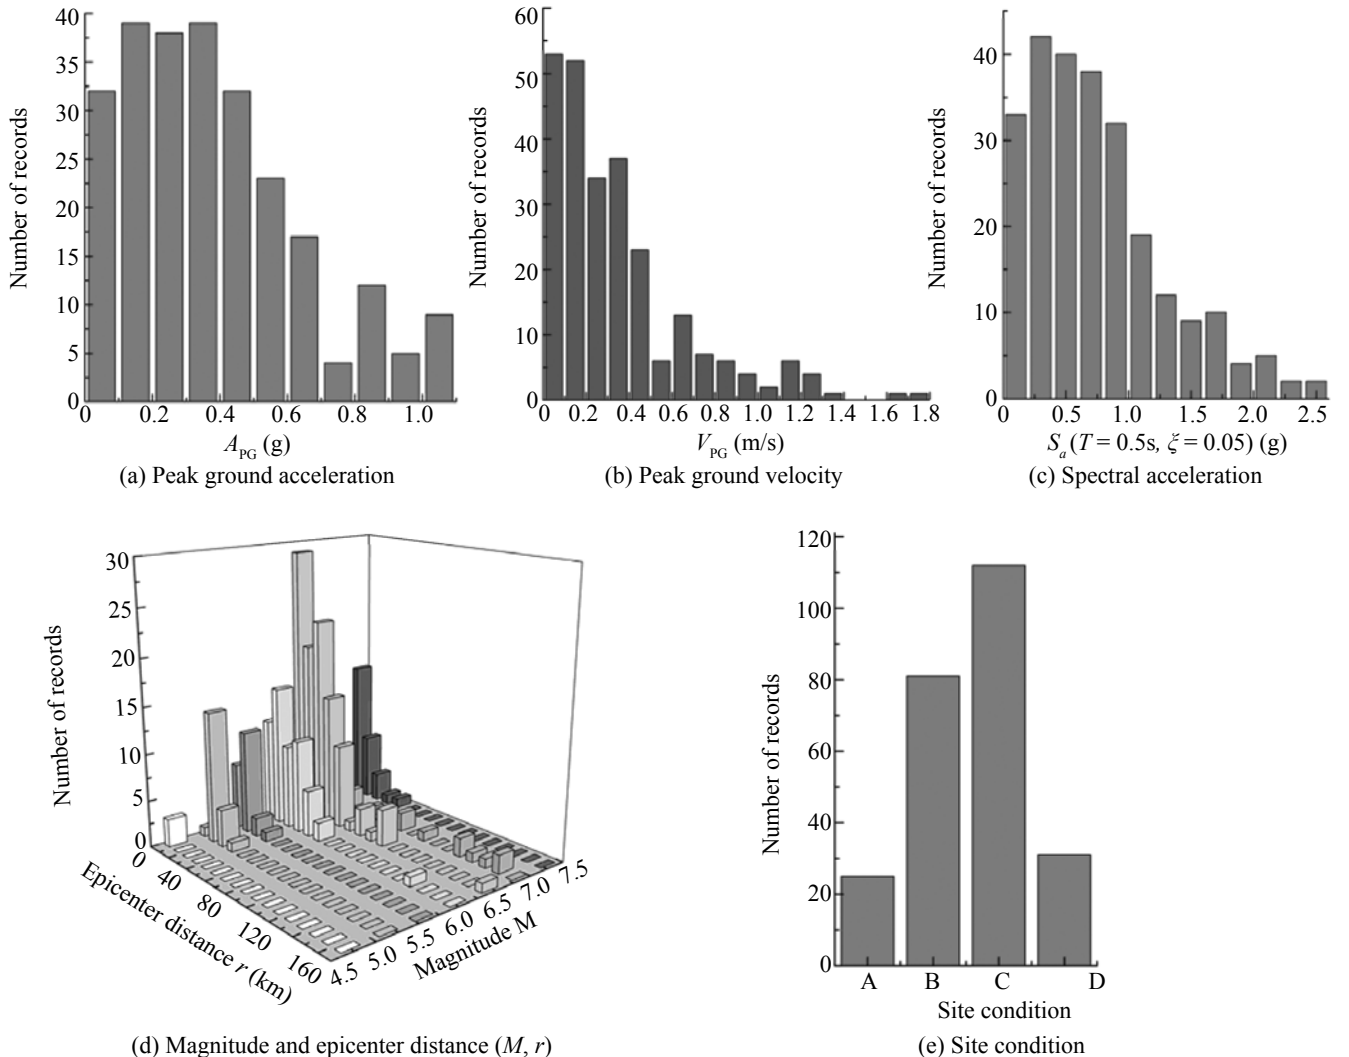 40
35
30
25
20
15
10
5
0
Number of records
0 0.2 0.4 0.6 0.8 1.0
A_PG (g)
(a) Peak ground acceleration
60
50
40
30
20
10
0
Number of records
0 0.2 0.4 0.6 0.8 1.0 1.2 1.4 1.6 1.8
V_PG (m/s)
(b) Peak ground velocity
40
30
20
10
0
Number of records
0 0.5 1.0 1.5 2.0 2.5
S_a (T = 0.5s, ξ = 0.05) (g)
(c) Spectral acceleration
30
25
20
15
10
5
0
Number of records
0 40 80 120 160
Epicenter distance r (km)
4.5 5.0 5.5 6.0 6.5 7.0 7.5
Magnitude M
(d) Magnitude and epicenter distance (M, r)
120
100
80
60
40
20
0
Number of records
A B C D
Site condition
(e) Site condition